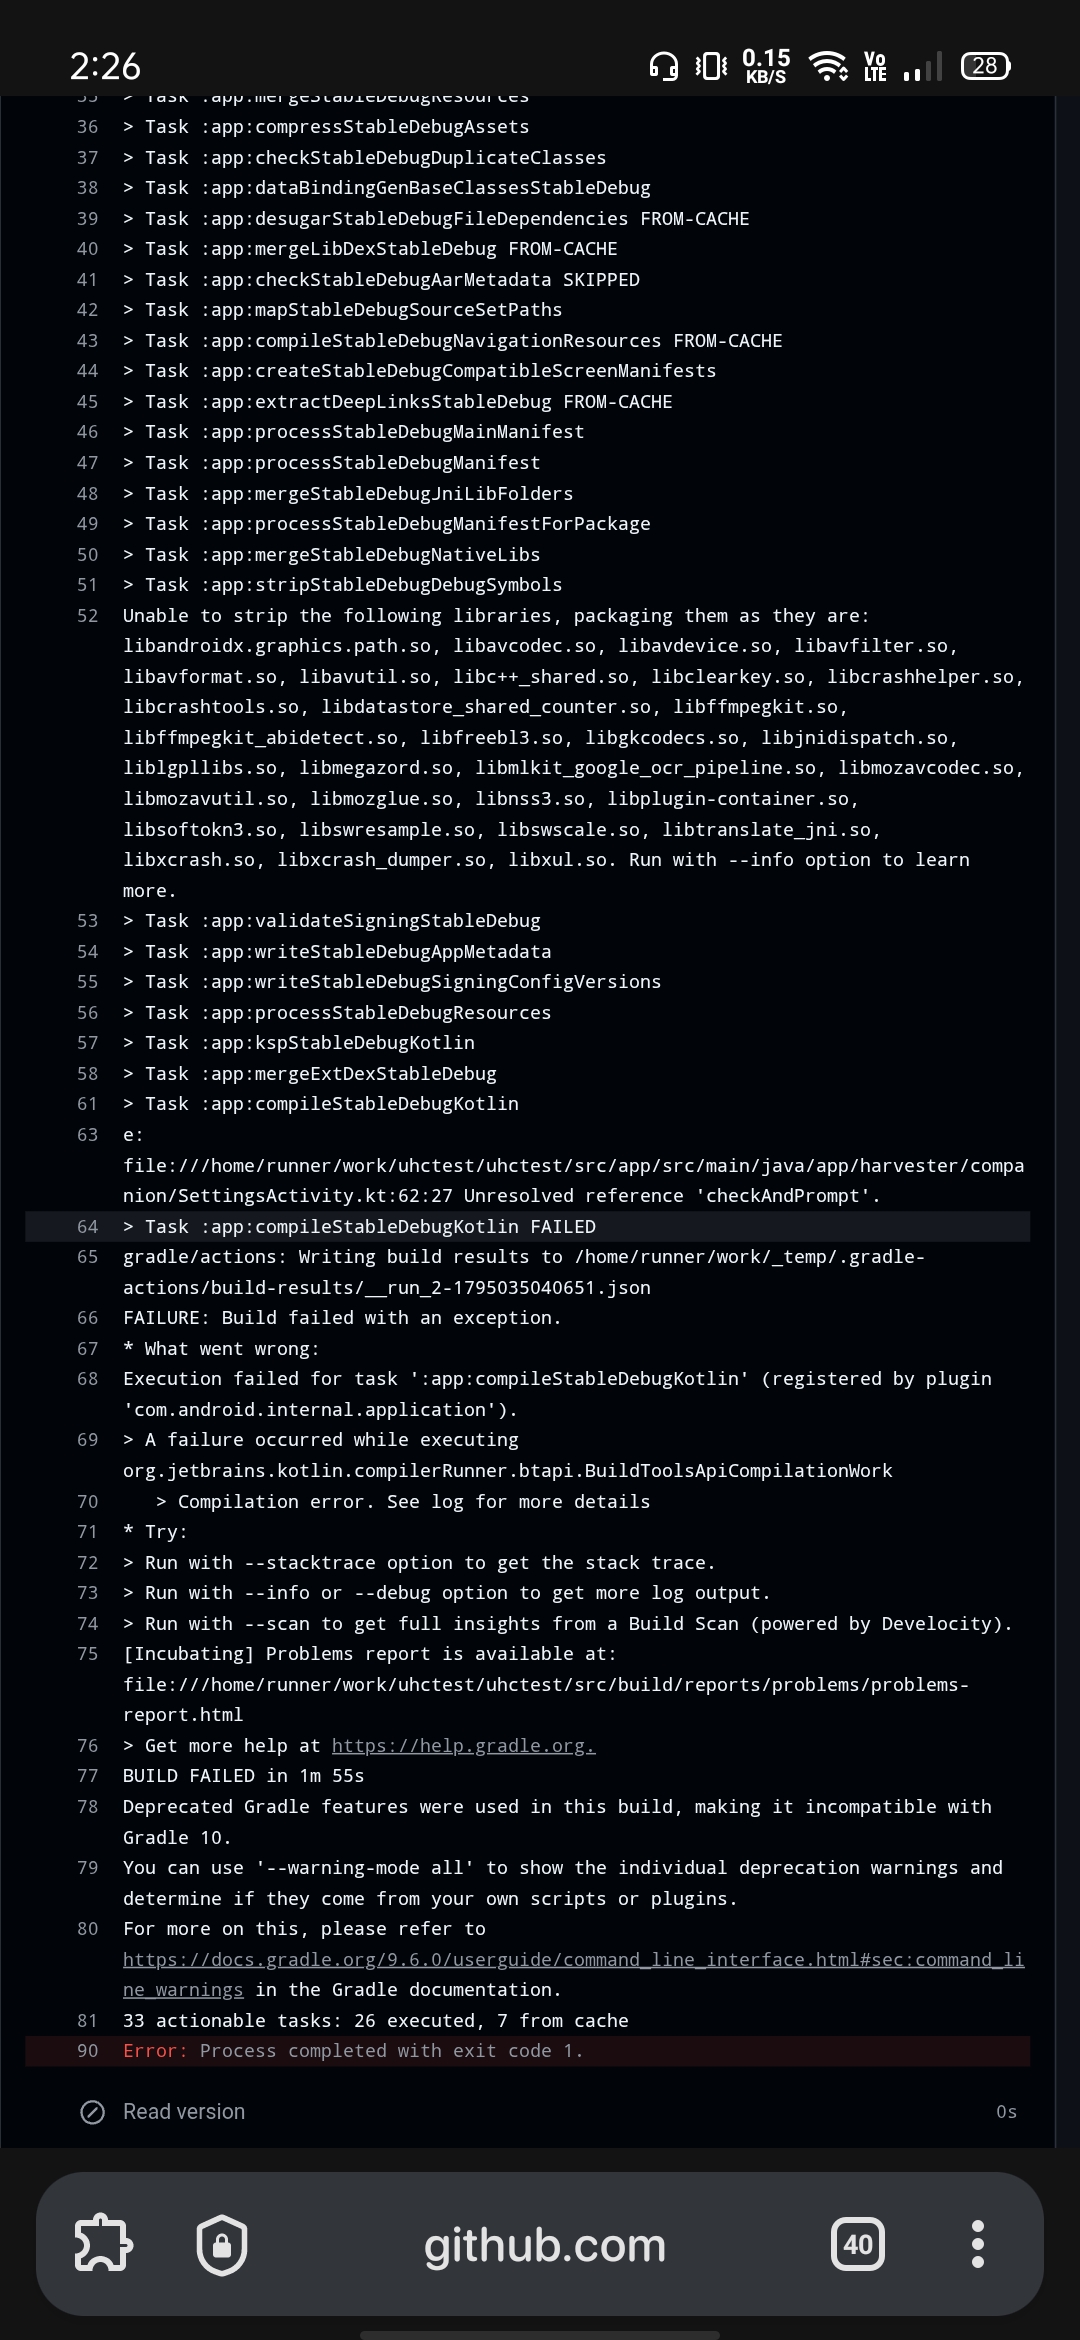 2:26
0.15
KB/S
Vo
LTE
28
35 > Task :app:mergeStableDebugResources
36 > Task :app:compressStableDebugAssets
37 > Task :app:checkStableDebugDuplicateClasses
38 > Task :app:dataBindingGenBaseClassesStableDebug
39 > Task :app:desugarStableDebugFileDependencies FROM-CACHE
40 > Task :app:mergeLibDexStableDebug FROM-CACHE
41 > Task :app:checkStableDebugAarMetadata SKIPPED
42 > Task :app:mapStableDebugSourceSetPaths
43 > Task :app:compileStableDebugNavigationResources FROM-CACHE
44 > Task :app:createStableDebugCompatibleScreenManifests
45 > Task :app:extractDeepLinksStableDebug FROM-CACHE
46 > Task :app:processStableDebugMainManifest
47 > Task :app:processStableDebugManifest
48 > Task :app:mergeStableDebugJniLibFolders
49 > Task :app:processStableDebugManifestForPackage
50 > Task :app:mergeStableDebugNativeLibs
51 > Task :app:stripStableDebugDebugSymbols
52 Unable to strip the following libraries, packaging them as they are:
libandroidx.graphics.path.so, libavcodec.so, libavdevice.so, libavfilter.so,
libavformat.so, libavutil.so, libc++_shared.so, libclearkey.so, libcrashhelper.so,
libcrashtools.so, libdatastore_shared_counter.so, libffmpegkit.so,
libffmpegkit_abidetect.so, libfreebl3.so, libgkcodecs.so, libjnidispatch.so,
liblgpllibs.so, libmegazord.so, libmlkit_google_ocr_pipeline.so, libmozavcodec.so,
libmozavutil.so, libmozglue.so, libnss3.so, libplugin-container.so,
libsoftokn3.so, libswresample.so, libswscale.so, libtranslate_jni.so,
libxcrash.so, libxcrash_dumper.so, libxul.so. Run with --info option to learn
more.
53 > Task :app:validateSigningStableDebug
54 > Task :app:writeStableDebugAppMetadata
55 > Task :app:writeStableDebugSigningConfigVersions
56 > Task :app:processStableDebugResources
57 > Task :app:kspStableDebugKotlin
58 > Task :app:mergeExtDexStableDebug
61 > Task :app:compileStableDebugKotlin
63 e:
file:///home/runner/work/uhctest/uhctest/src/app/src/main/java/app/harvester/compa
nion/SettingsActivity.kt:62:27 Unresolved reference 'checkAndPrompt'.
64 > Task :app:compileStableDebugKotlin FAILED
65 gradle/actions: Writing build results to /home/runner/work/_temp/.gradle-
actions/build-results/__run_2-1795035040651.json
66 FAILURE: Build failed with an exception.
67 * What went wrong:
68 Execution failed for task ':app:compileStableDebugKotlin' (registered by plugin
'com.android.internal.application').
69 > A failure occurred while executing
org.jetbrains.kotlin.compilerRunner.btapi.BuildToolsApiCompilationWork
70 > Compilation error. See log for more details
71 * Try:
72 > Run with --stacktrace option to get the stack trace.
73 > Run with --info or --debug option to get more log output.
74 > Run with --scan to get full insights from a Build Scan (powered by Develocity).
75 [Incubating] Problems report is available at:
file:///home/runner/work/uhctest/uhctest/src/build/reports/problems/problems-
report.html
76 > Get more help at https://help.gradle.org.
77 BUILD FAILED in 1m 55s
78 Deprecated Gradle features were used in this build, making it incompatible with
Gradle 10.
79 You can use '--warning-mode all' to show the individual deprecation warnings and
determine if they come from your own scripts or plugins.
80 For more on this, please refer to
https://docs.gradle.org/9.6.0/userguide/command_line_interface.html#sec:command_li
ne_warnings in the Gradle documentation.
81 33 actionable tasks: 26 executed, 7 from cache
90 Error: Process completed with exit code 1.
Read version 0s
github.com
40